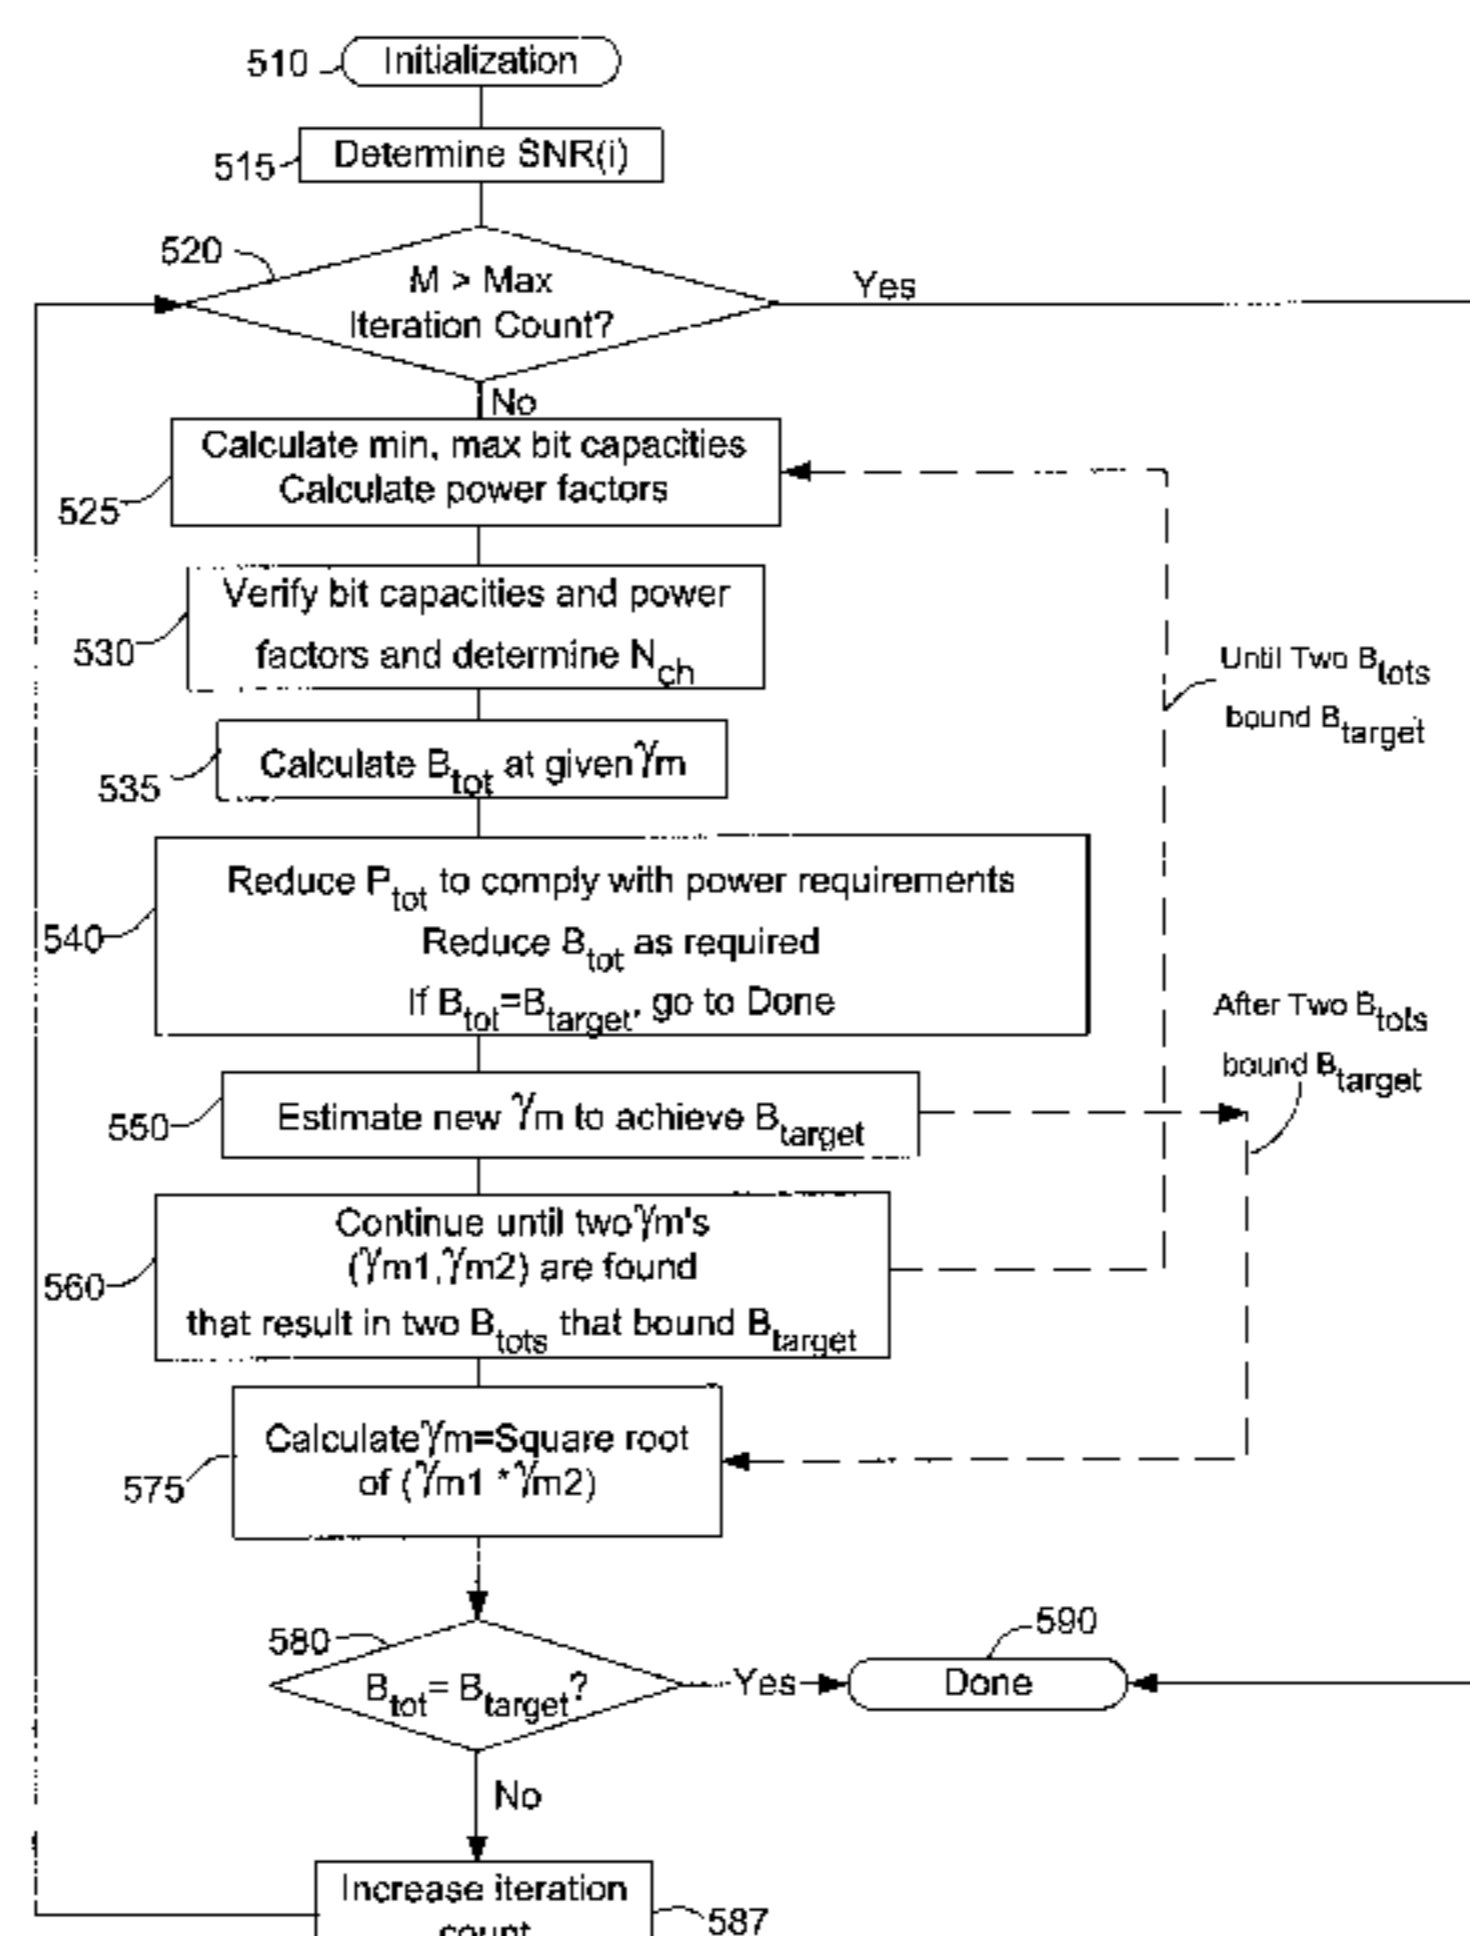 510
Initialization
515
Determine SNR(i)
520
M > Max
Iteration Count?
Yes
No
525
Calculate min, max bit capacities
Calculate power factors
530
Verify bit capacities and power
factors and determine Nch
Until Two Btots
bound Btarget
535
Calculate Btot at given γm
540
Reduce Ptot to comply with power requirements
Reduce Btot as required
If Btot=Btarget, go to Done
After Two Btots
bound Btarget
550
Estimate new γm to achieve Btarget
560
Continue until two γm's
(γm1,γm2) are found
that result in two Btots that bound Btarget
575
Calculate γm=Square root
of (γm1 * γm2)
580
Btot= Btarget?
Yes
590
Done
No
Increase iteration
count
587